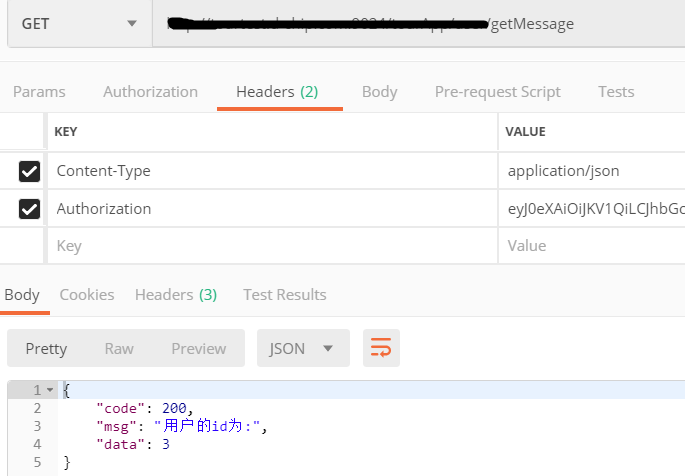 GET /getMessage
Params Authorization Headers (2) Body Pre-request Script Tests
KEY VALUE
Content-Type application/json
Authorization eyJ0eXAiOiJKV1QiLCJhbGc
Key Value
Body Cookies Headers (3) Test Results
Pretty Raw Preview JSON
1 {
2 "code": 200,
3 "msg": "用户的id为:",
4 "data": 3
5 }